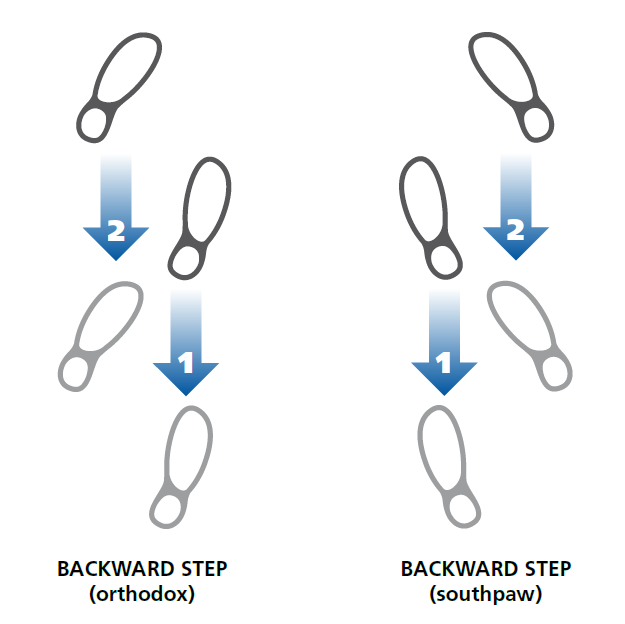 2
2
1
1
BACKWARD STEP
(orthodox)
BACKWARD STEP
(southpaw)